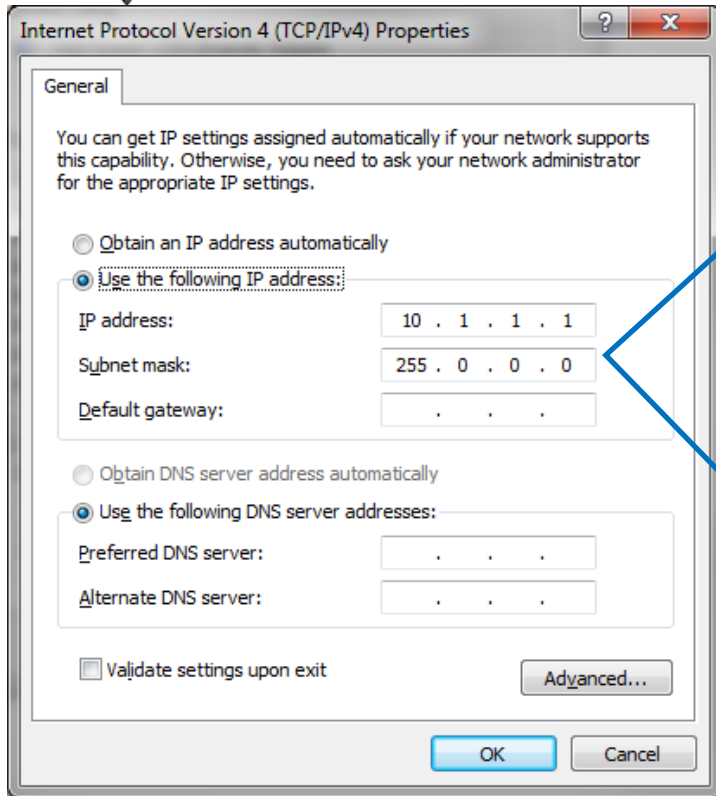 Internet Protocol Version 4 (TCP/IPv4) Properties
? X
General
You can get IP settings assigned automatically if your network supports
this capability. Otherwise, you need to ask your network administrator
for the appropriate IP settings.
Obtain an IP address automatically
Use the following IP address:
IP address: 10 . 1 . 1 . 1
Subnet mask: 255 . 0 . 0 . 0
Default gateway: . . .
Obtain DNS server address automatically
Use the following DNS server addresses:
Preferred DNS server: . . .
Alternate DNS server: . . .
Validate settings upon exit
Advanced...
OK Cancel